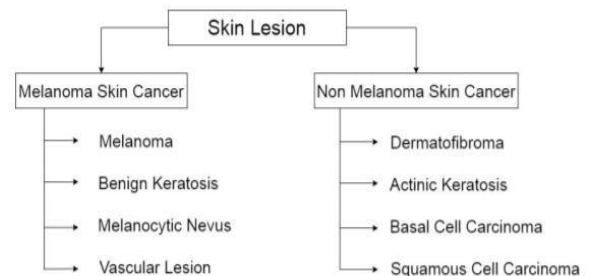 Skin Lesion
Melanoma Skin Cancer
Melanoma
Benign Keratosis
Melanocytic Nevus
Vascular Lesion
Non Melanoma Skin Cancer
Dermatofibroma
Actinic Keratosis
Basal Cell Carcinoma
Squamous Cell Carcinoma